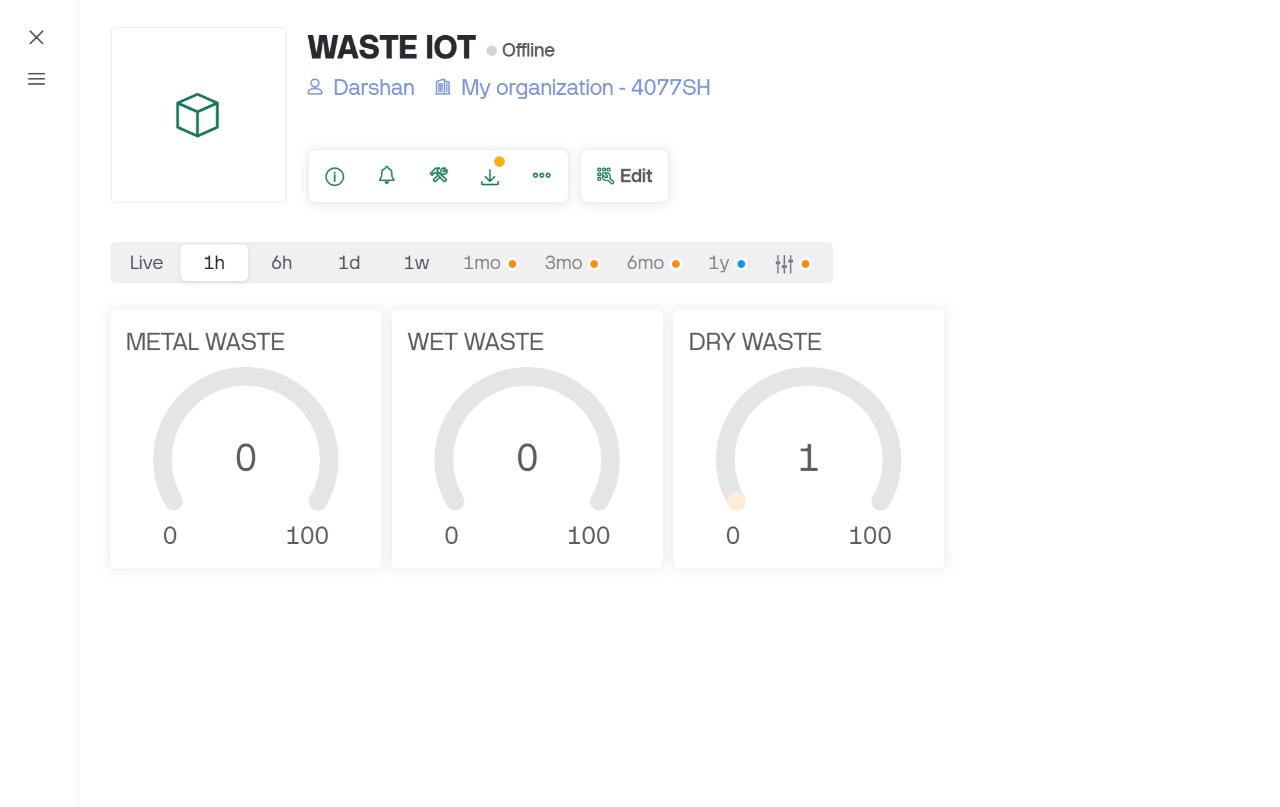 WASTE IOT Offline
Darshan My organization - 4077SH
Edit
Live 1h 6h 1d 1w 1mo 3mo 6mo 1y
METAL WASTE WET WASTE DRY WASTE
0 0 1
0 100 0 100 0 100